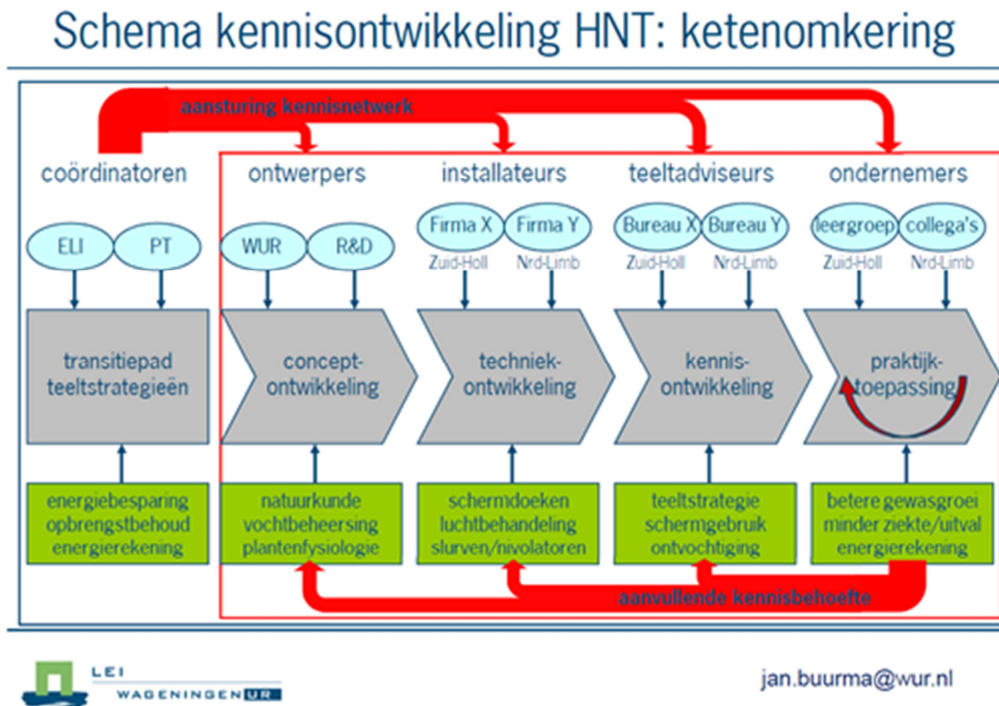 Schema kennisontwikkeling HNT: ketenomkering
aansturing kennisnetwerk
coördinatoren
ontwerpers
installateurs
teeltadviseurs
ondernemers
ELI
PT
WUR
R&D
Firma X
Firma Y
Bureau X
Bureau Y
leergroep
collega's
Zuid-Holl
Nrd-Limb
Zuid-Holl
Nrd-Limb
Zuid-Holl
Nrd-Limb
transitiepad
teeltstrategieën
concept-
ontwikkeling
techniek-
ontwikkeling
kennis-
ontwikkeling
praktijk-
toepassing
energiebesparing
opbrengstbehoud
energierekening
natuurkunde
vochtbeheersing
plantenfysiologie
schermdoeken
luchtbehandeling
slurven/nivolatoren
teeltstrategie
schermgebruik
ontvochtiging
betere gewasgroei
minder ziekte/uitval
energierekening
aanvullende kennisbehoefte
LEI
WAGENINGEN UR
jan.buurma@wur.nl